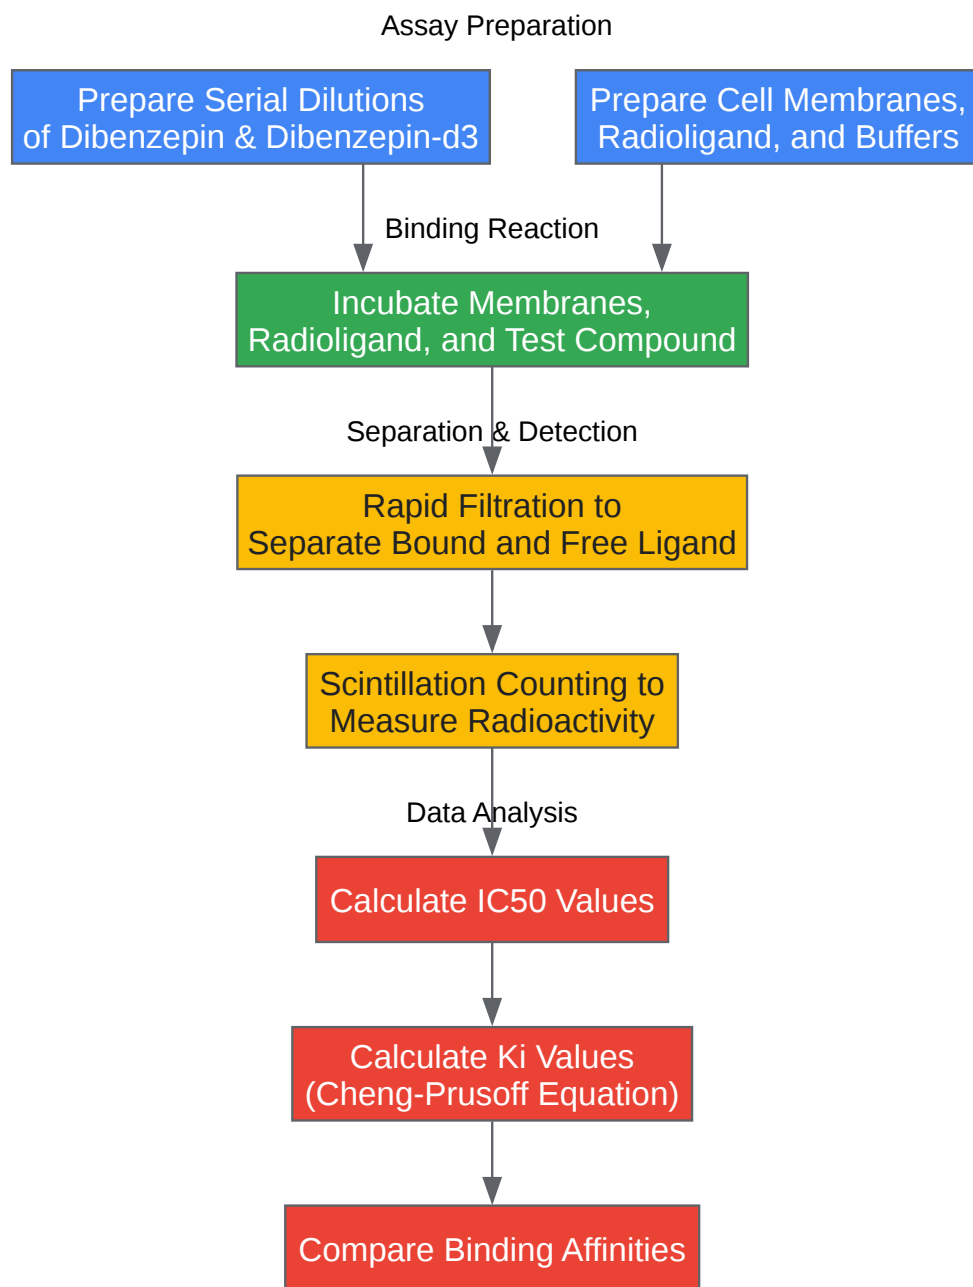 Assay Preparation
Prepare Serial Dilutions
of Dibenzepin & Dibenzepin-d3
Prepare Cell Membranes,
Radioligand, and Buffers
Binding Reaction
Incubate Membranes,
Radioligand, and Test Compound
Separation & Detection
Rapid Filtration to
Separate Bound and Free Ligand
Scintillation Counting to
Measure Radioactivity
Data Analysis
Calculate IC50 Values
Calculate Ki Values
(Cheng-Prusoff Equation)
Compare Binding Affinities